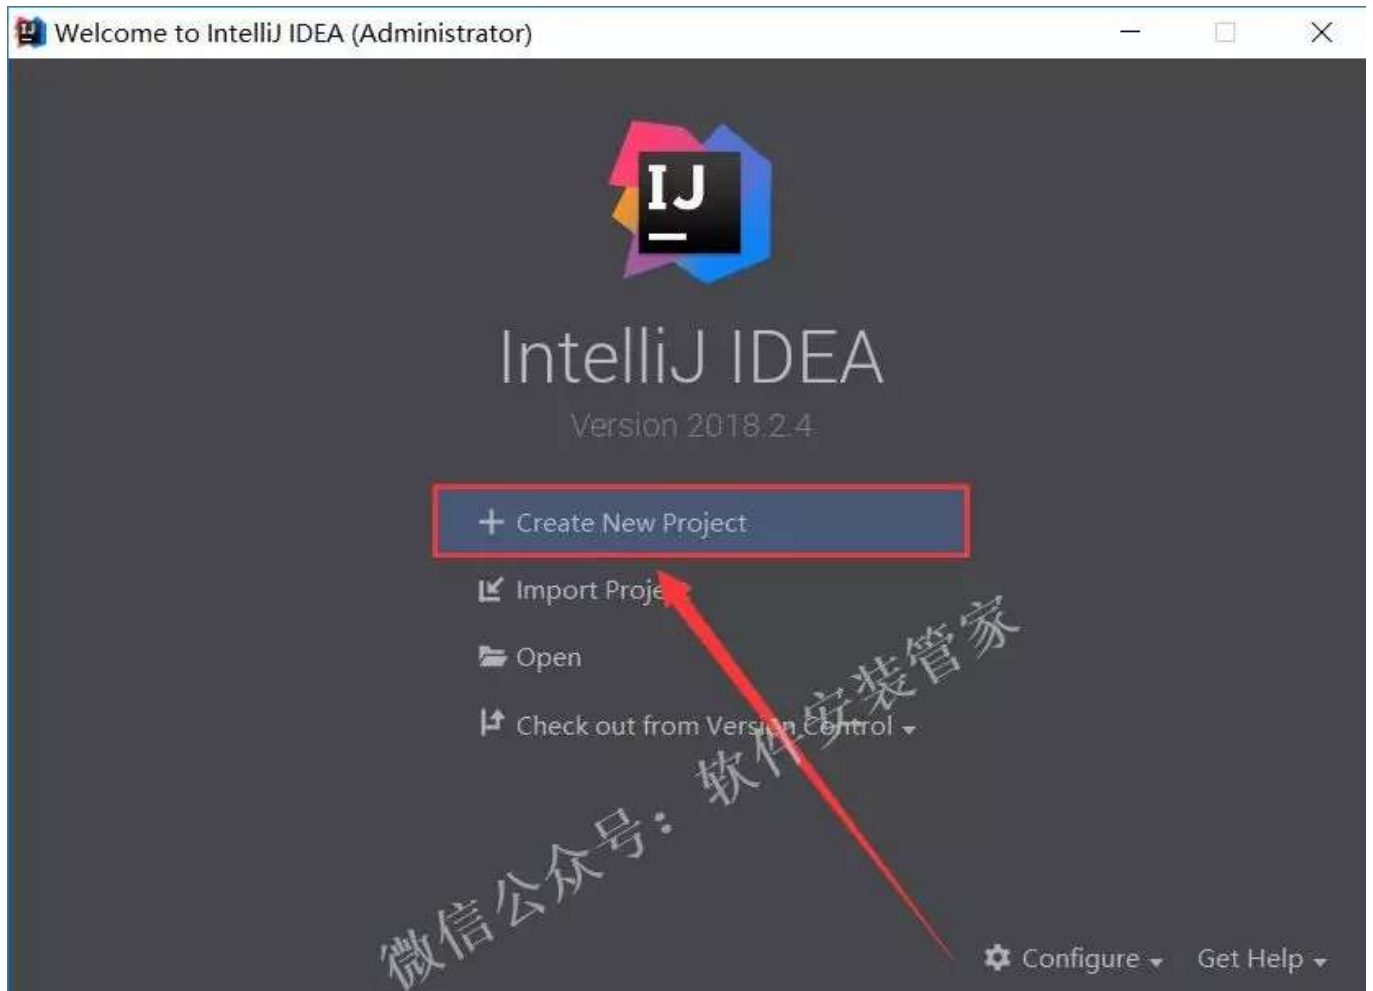 Welcome to IntelliJ IDEA (Administrator)
IJ
IntelliJ IDEA
Version 2018.2.4
Create New Project
Import Project
Open
Check out from Version Control
微信公众号：软件安装管家
Configure
Get Help